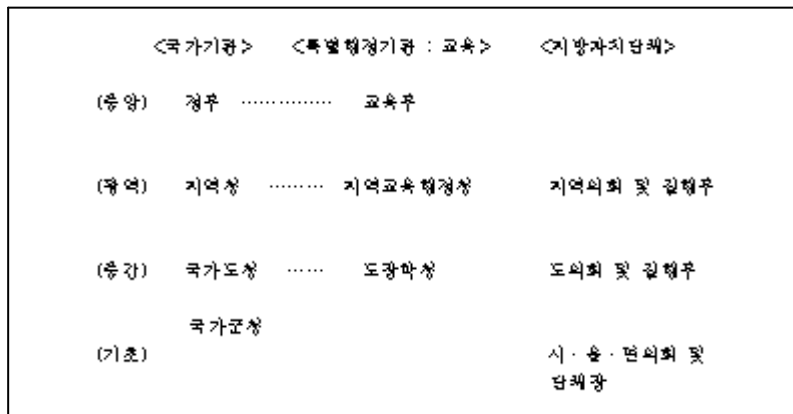 <국가기관> <특별행정기관 : 교육> <지방자치단체>
(중앙) 정부 ·············· 교육부
(광역) 지역청 ········· 지역교육행정청 지역의회 및 집행부
(중간) 국가도청 ······ 도장학청 도의회 및 집행부
국가군청
(기초) 시·읍·면의회 및
단체장